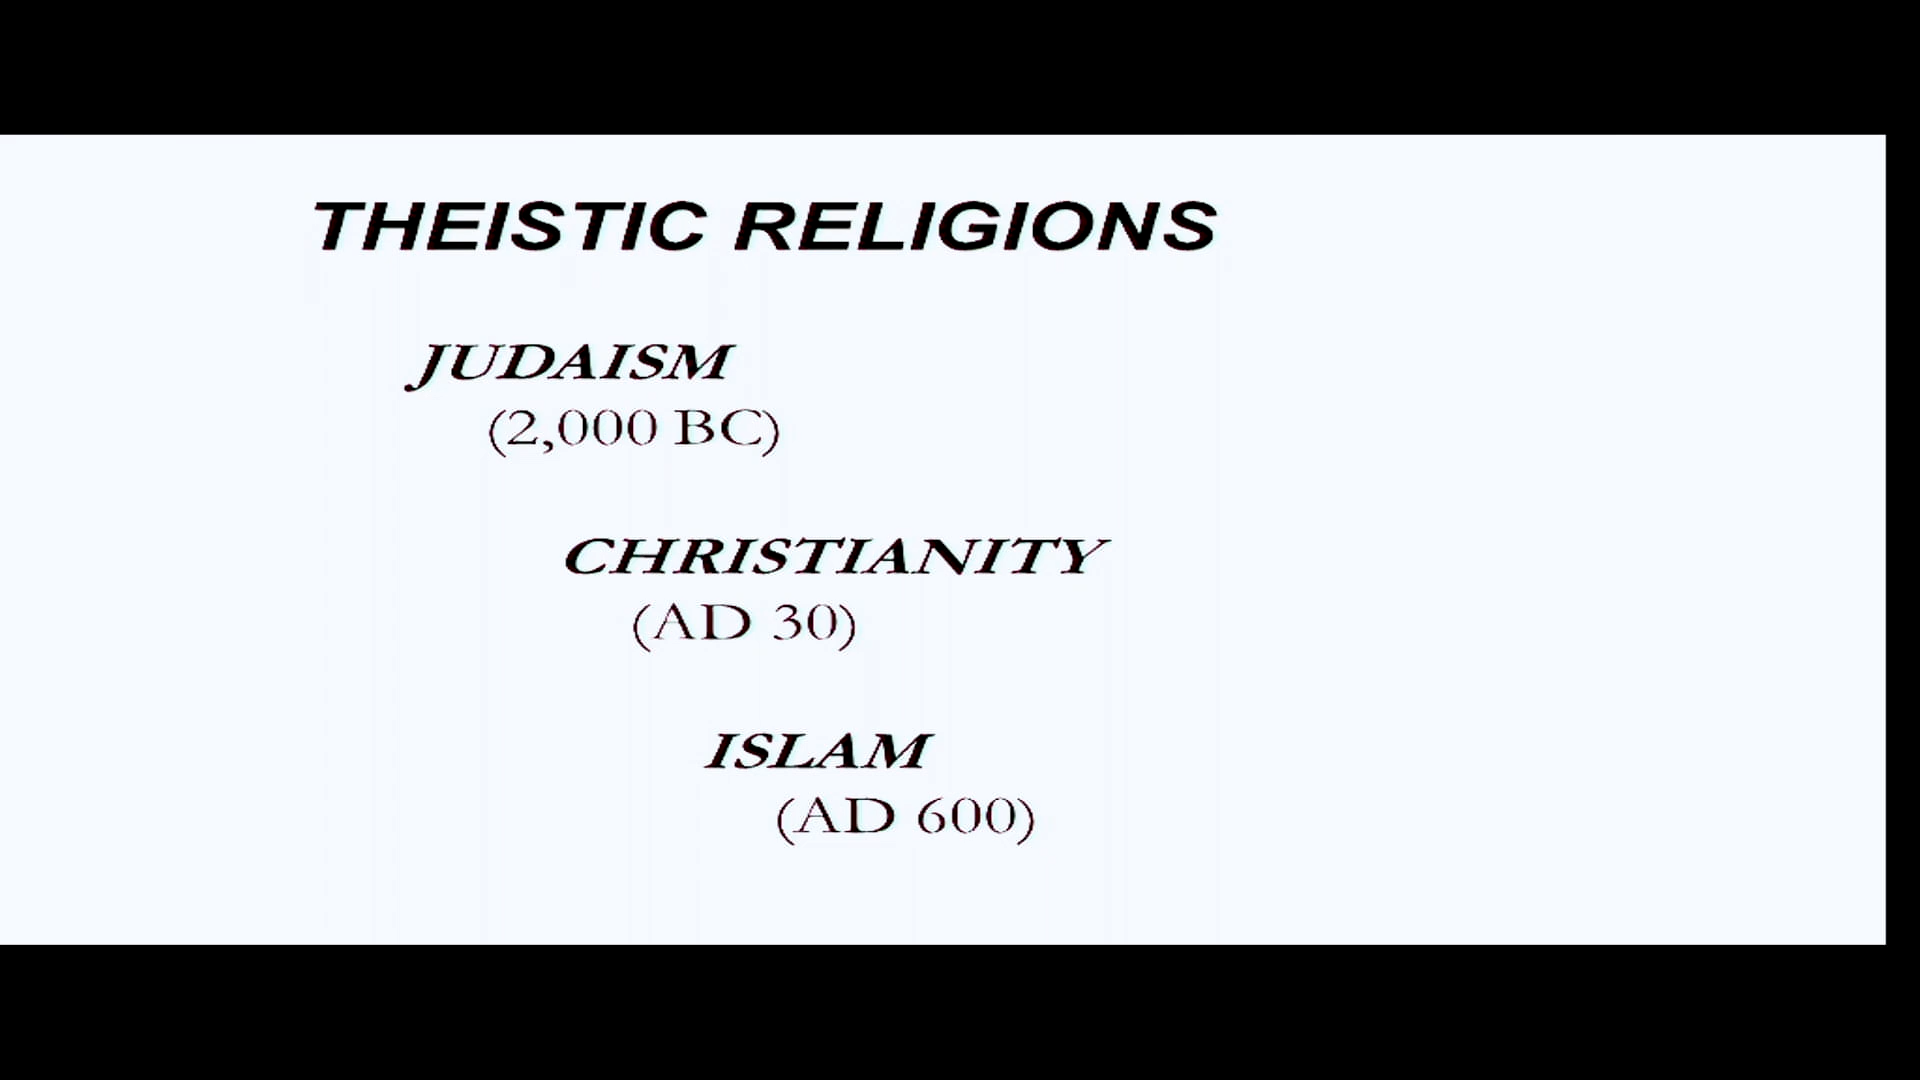 THEISTIC RELIGIONS
JUDAISM
(2,000 BC)
CHRISTIANITY
(AD 30)
ISLAM
(AD 600)